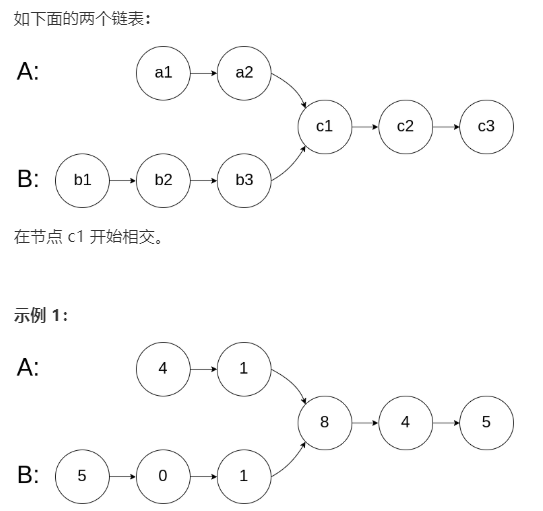 如下面的两个链表：
A: a1 a2
c1 c2 c3
B: b1 b2 b3
在节点 c1 开始相交。
示例 1：
A: 4 1
8 4 5
B: 5 0 1